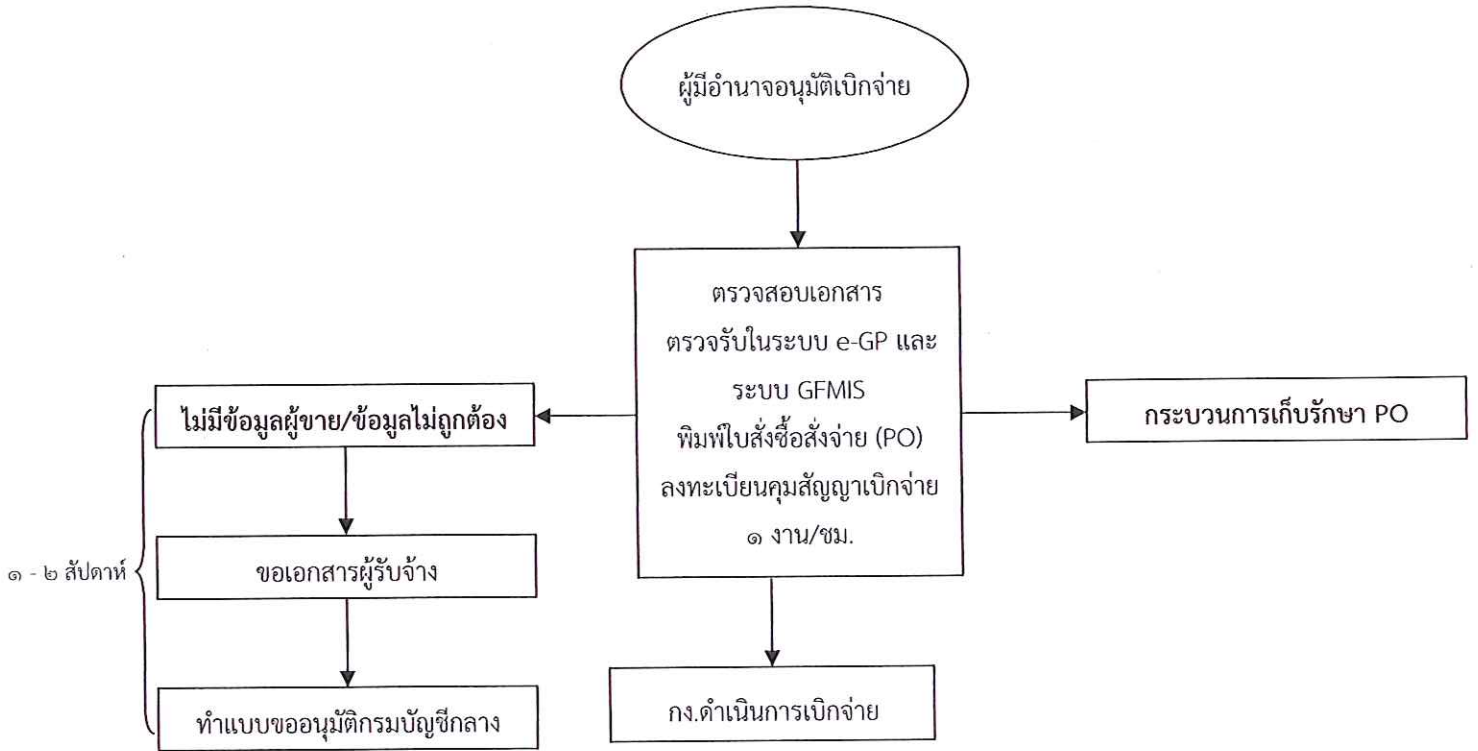 ผู้มีอำนาจอนุมัติเบิกจ่าย
ตรวจสอบเอกสาร
ตรวจรับในระบบ e-GP และ
ระบบ GFMIS
พิมพ์ใบสั่งซื้อสั่งจ่าย (PO)
ลงทะเบียนคุมสัญญาเบิกจ่าย
๑ งาน/ชม.
ไม่มีข้อมูลผู้ขาย/ข้อมูลไม่ถูกต้อง
กระบวนการเก็บรักษา PO
ขอเอกสารผู้รับจ้าง
๑ - ๒ สัปดาห์
ทำแบบขออนุมัติกรมบัญชีกลาง
กง.ดำเนินการเบิกจ่าย